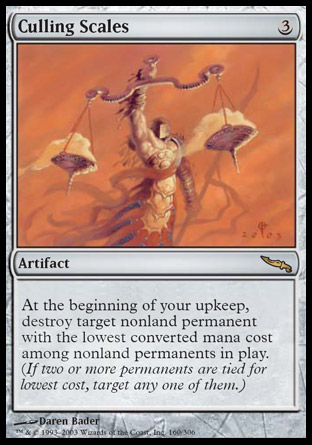 Culling Scales 3
2003
Artifact
At the beginning of your upkeep,
destroy target nonland permanent
with the lowest converted mana cost
among nonland permanents in play.
(If two or more permanents are tied for
lowest cost, target any one of them.)
Daren Bader
™ & © 1993–2003 Wizards of the Coast, Inc. 160/306